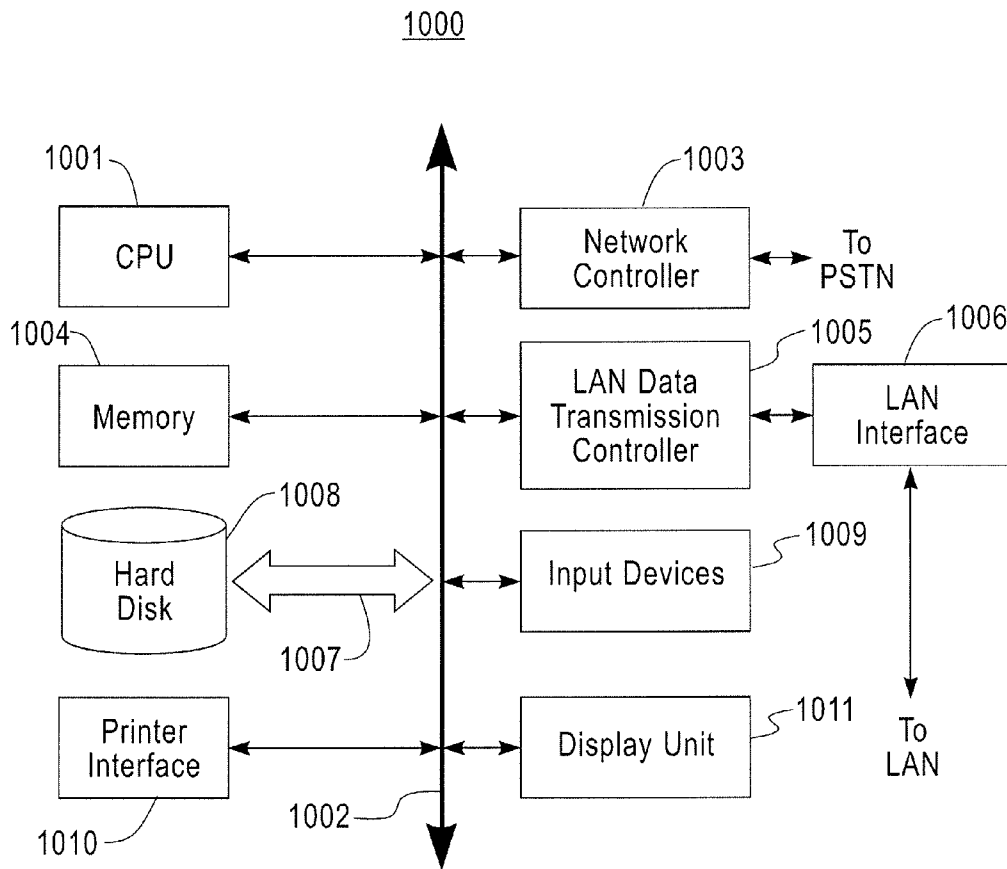 1000
1001
CPU
1003
Network
Controller
To
PSTN
1004
Memory
1005
LAN Data
Transmission
Controller
1006
LAN
Interface
1008
Hard
Disk
1007
1009
Input Devices
Printer
Interface
1010
1002
1011
Display Unit
To
LAN